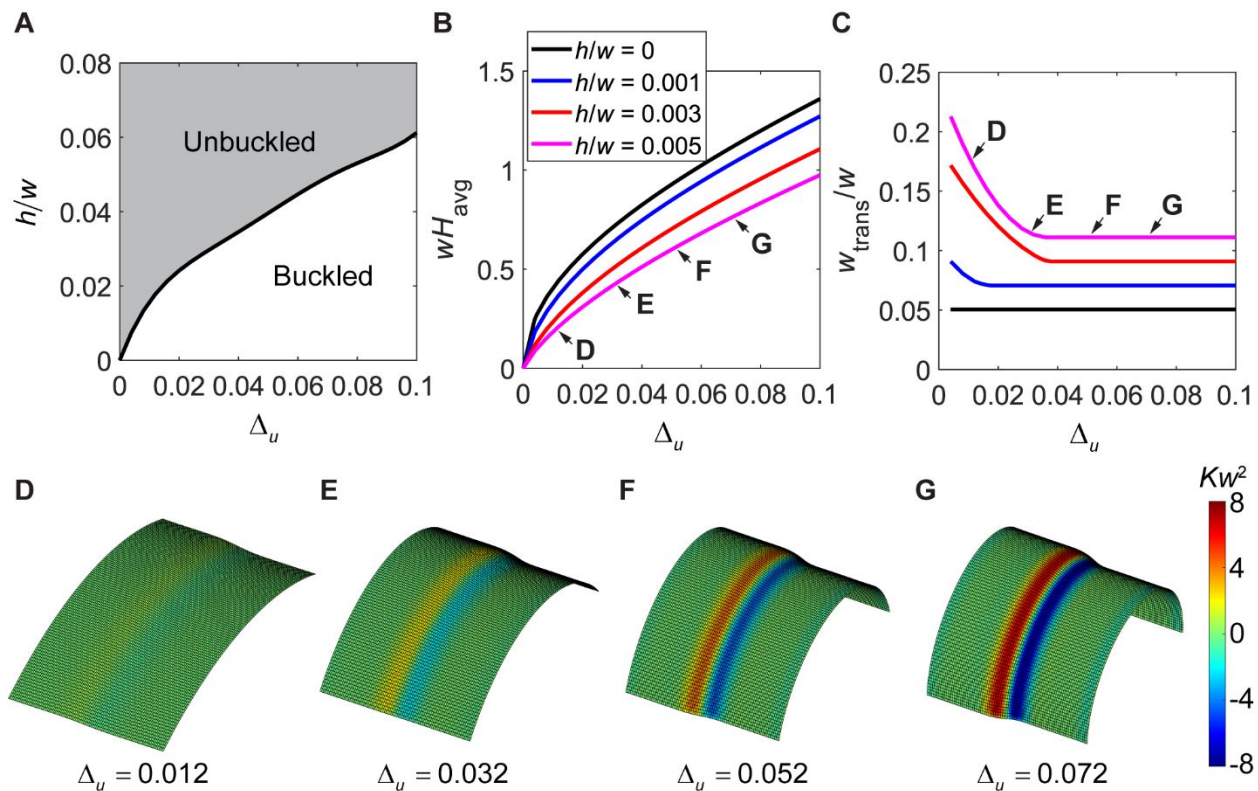 A
h/w
0.08
0.06
0.04
0.02
0
Unbuckled
Buckled
0 0.02 0.04 0.06 0.08 0.1
Δu
B
h/w = 0
h/w = 0.001
h/w = 0.003
h/w = 0.005
wHavg
1.5
1
0.5
0
D
E
F
G
0 0.02 0.04 0.06 0.08 0.1
Δu
C
wtrans/w
0.25
0.2
0.15
0.1
0.05
0
D
E F G
0 0.02 0.04 0.06 0.08 0.1
Δu
D
Δu = 0.012
E
Δu = 0.032
F
Δu = 0.052
G
Δu = 0.072
Kw²
8
4
0
-4
-8